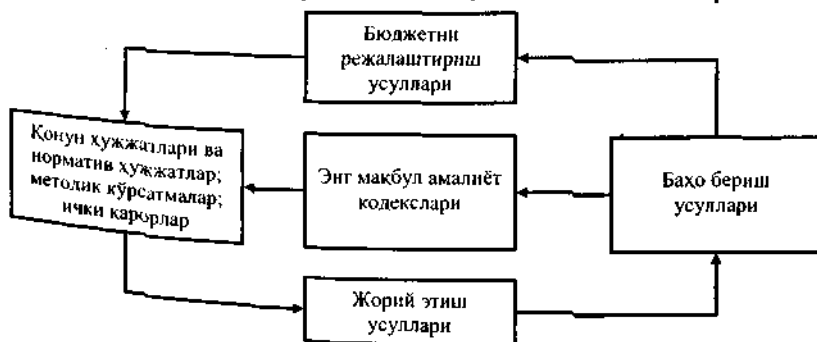 Бюджетни
режалаштириш
усуллари
Қонун ҳужжатлари ва
норматив ҳужжатлар;
методик кўрсатмалар;
ички қарорлар
Энг мақбул амалиёт
кодекслари
Баҳо бериш
усуллари
Жорий этиш
усуллари